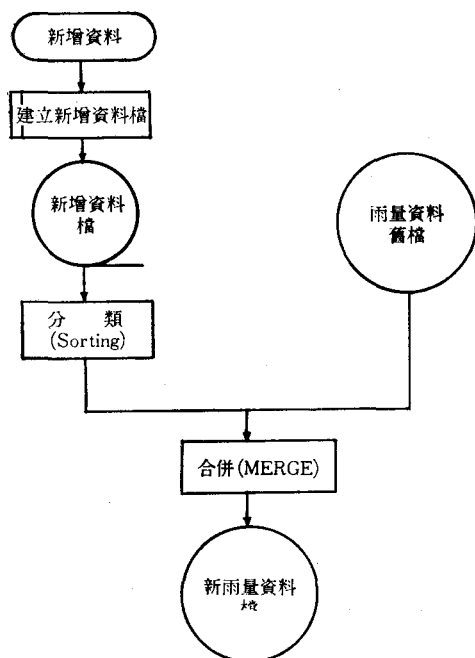 新增資料
建立新增資料檔
新增資料
檔
雨量資料
舊檔
分 類
(Sorting)
合併(MERGE)
新雨量資料